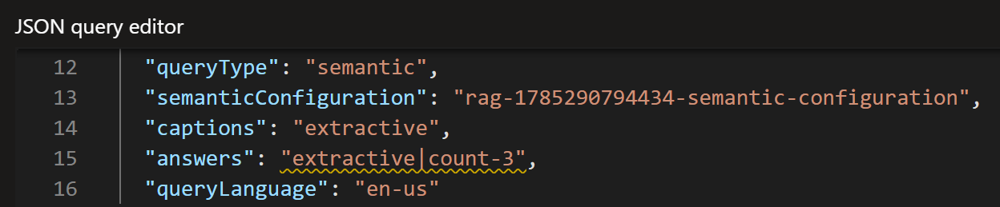 JSON query editor
12 "queryType": "semantic",
13 "semanticConfiguration": "rag-1785290794434-semantic-configuration",
14 "captions": "extractive",
15 "answers": "extractive|count-3",
16 "queryLanguage": "en-us"